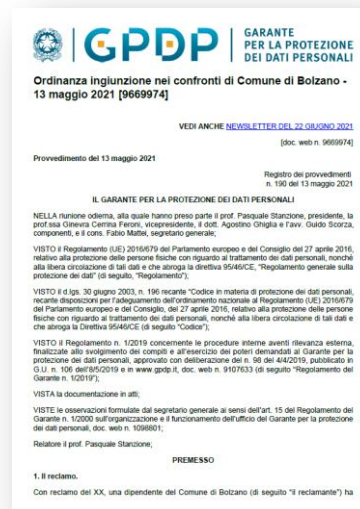 GPDP
GARANTE
PER LA PROTEZIONE
DEI DATI PERSONALI
Ordinanza ingiunzione nei confronti di Comune di Bolzano -
13 maggio 2021 [9669974]
VEDI ANCHE NEWSLETTER DEL 22 GIUGNO 2021
[doc. web n. 9669974]
Provvedimento del 13 maggio 2021
Registro dei provvedimenti
n. 190 del 13 maggio 2021
IL GARANTE PER LA PROTEZIONE DEI DATI PERSONALI
NELLA riunione odierna, alla quale hanno preso parte il prof. Pasquale Stanzione, presidente, la
prof.ssa Ginevra Cerrina Feroni, vicepresidente, il dott. Agostino Ghiglia e l'avv. Guido Scorza,
componenti, e il cons. Fabio Mattei, segretario generale;
VISTO il Regolamento (UE) 2016/679 del Parlamento europeo e del Consiglio del 27 aprile 2016,
relativo alla protezione delle persone fisiche con riguardo al trattamento dei dati personali, nonché
alla libera circolazione di tali dati e che abroga la direttiva 95/46/CE, "Regolamento generale sulla
protezione dei dati" (di seguito, "Regolamento");
VISTO il d.lgs. 30 giugno 2003, n. 196 recante "Codice in materia di protezione dei dati personali,
recante disposizioni per l'adeguamento dell'ordinamento nazionale al Regolamento (UE) 2016/679
del Parlamento europeo e del Consiglio, del 27 aprile 2016, relativo alla protezione delle persone
fisiche con riguardo al trattamento dei dati personali, nonché alla libera circolazione di tali dati e
che abroga la Direttiva 95/46/CE (di seguito "Codice");
VISTO il Regolamento n. 1/2019 concernente le procedure interne aventi rilevanza esterna,
finalizzate allo svolgimento dei compiti e all'esercizio dei poteri demandati al Garante per la
protezione dei dati personali, approvato con deliberazione del n. 98 del 4/4/2019, pubblicato in
G.U. n. 106 dell'8/5/2019 e in www.gpdp.it, doc. web n. 9107633 (di seguito "Regolamento del
Garante n. 1/2019");
VISTA la documentazione in atti;
VISTE le osservazioni formulate dal segretario generale ai sensi dell'art. 15 del Regolamento del
Garante n. 1/2000 sull'organizzazione e il funzionamento dell'ufficio del Garante per la protezione
dei dati personali, doc. web n. 1098801;
Relatore il prof. Pasquale Stanzione;
PREMESSO
1. Il reclamo.
Con reclamo del XX, una dipendente del Comune di Bolzano (di seguito "il reclamante") ha